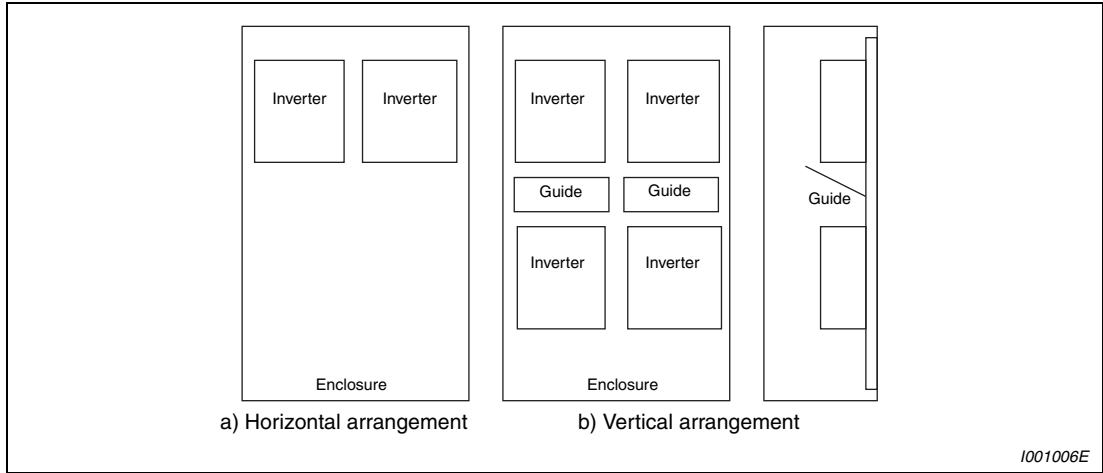 Inverter Inverter
Enclosure
a) Horizontal arrangement
Inverter Inverter
Guide Guide
Inverter Inverter
Enclosure
Guide
b) Vertical arrangement
I001006E